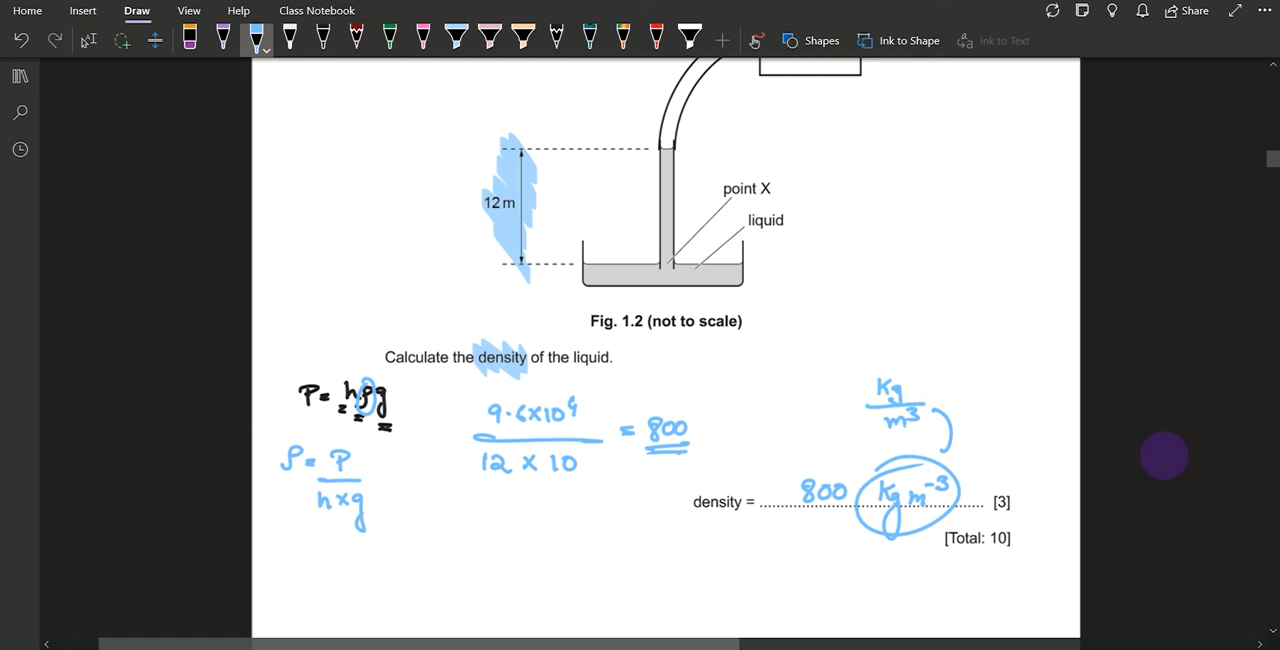 Home Insert Draw View Help Class Notebook Share
Shapes Ink to Shape Ink to Text
12 m
point X
liquid
Fig. 1.2 (not to scale)
Calculate the density of the liquid.
P = hρg
ρ = P / h×g
9.6×10⁴ / 12 × 10 = 800
Kg / m³
density = 800 Kg m⁻³ [3]
[Total: 10]